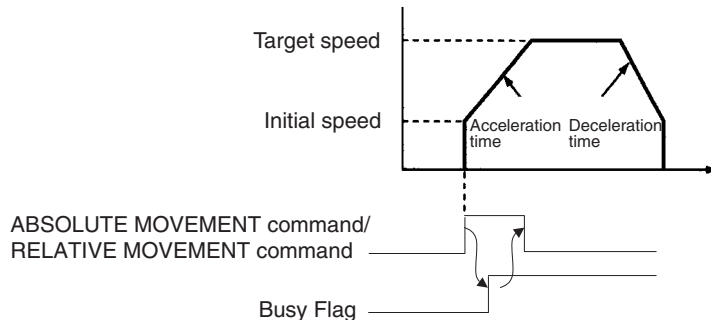 Target speed
Initial speed
Acceleration
time
Deceleration
time
ABSOLUTE MOVEMENT command/
RELATIVE MOVEMENT command
Busy Flag